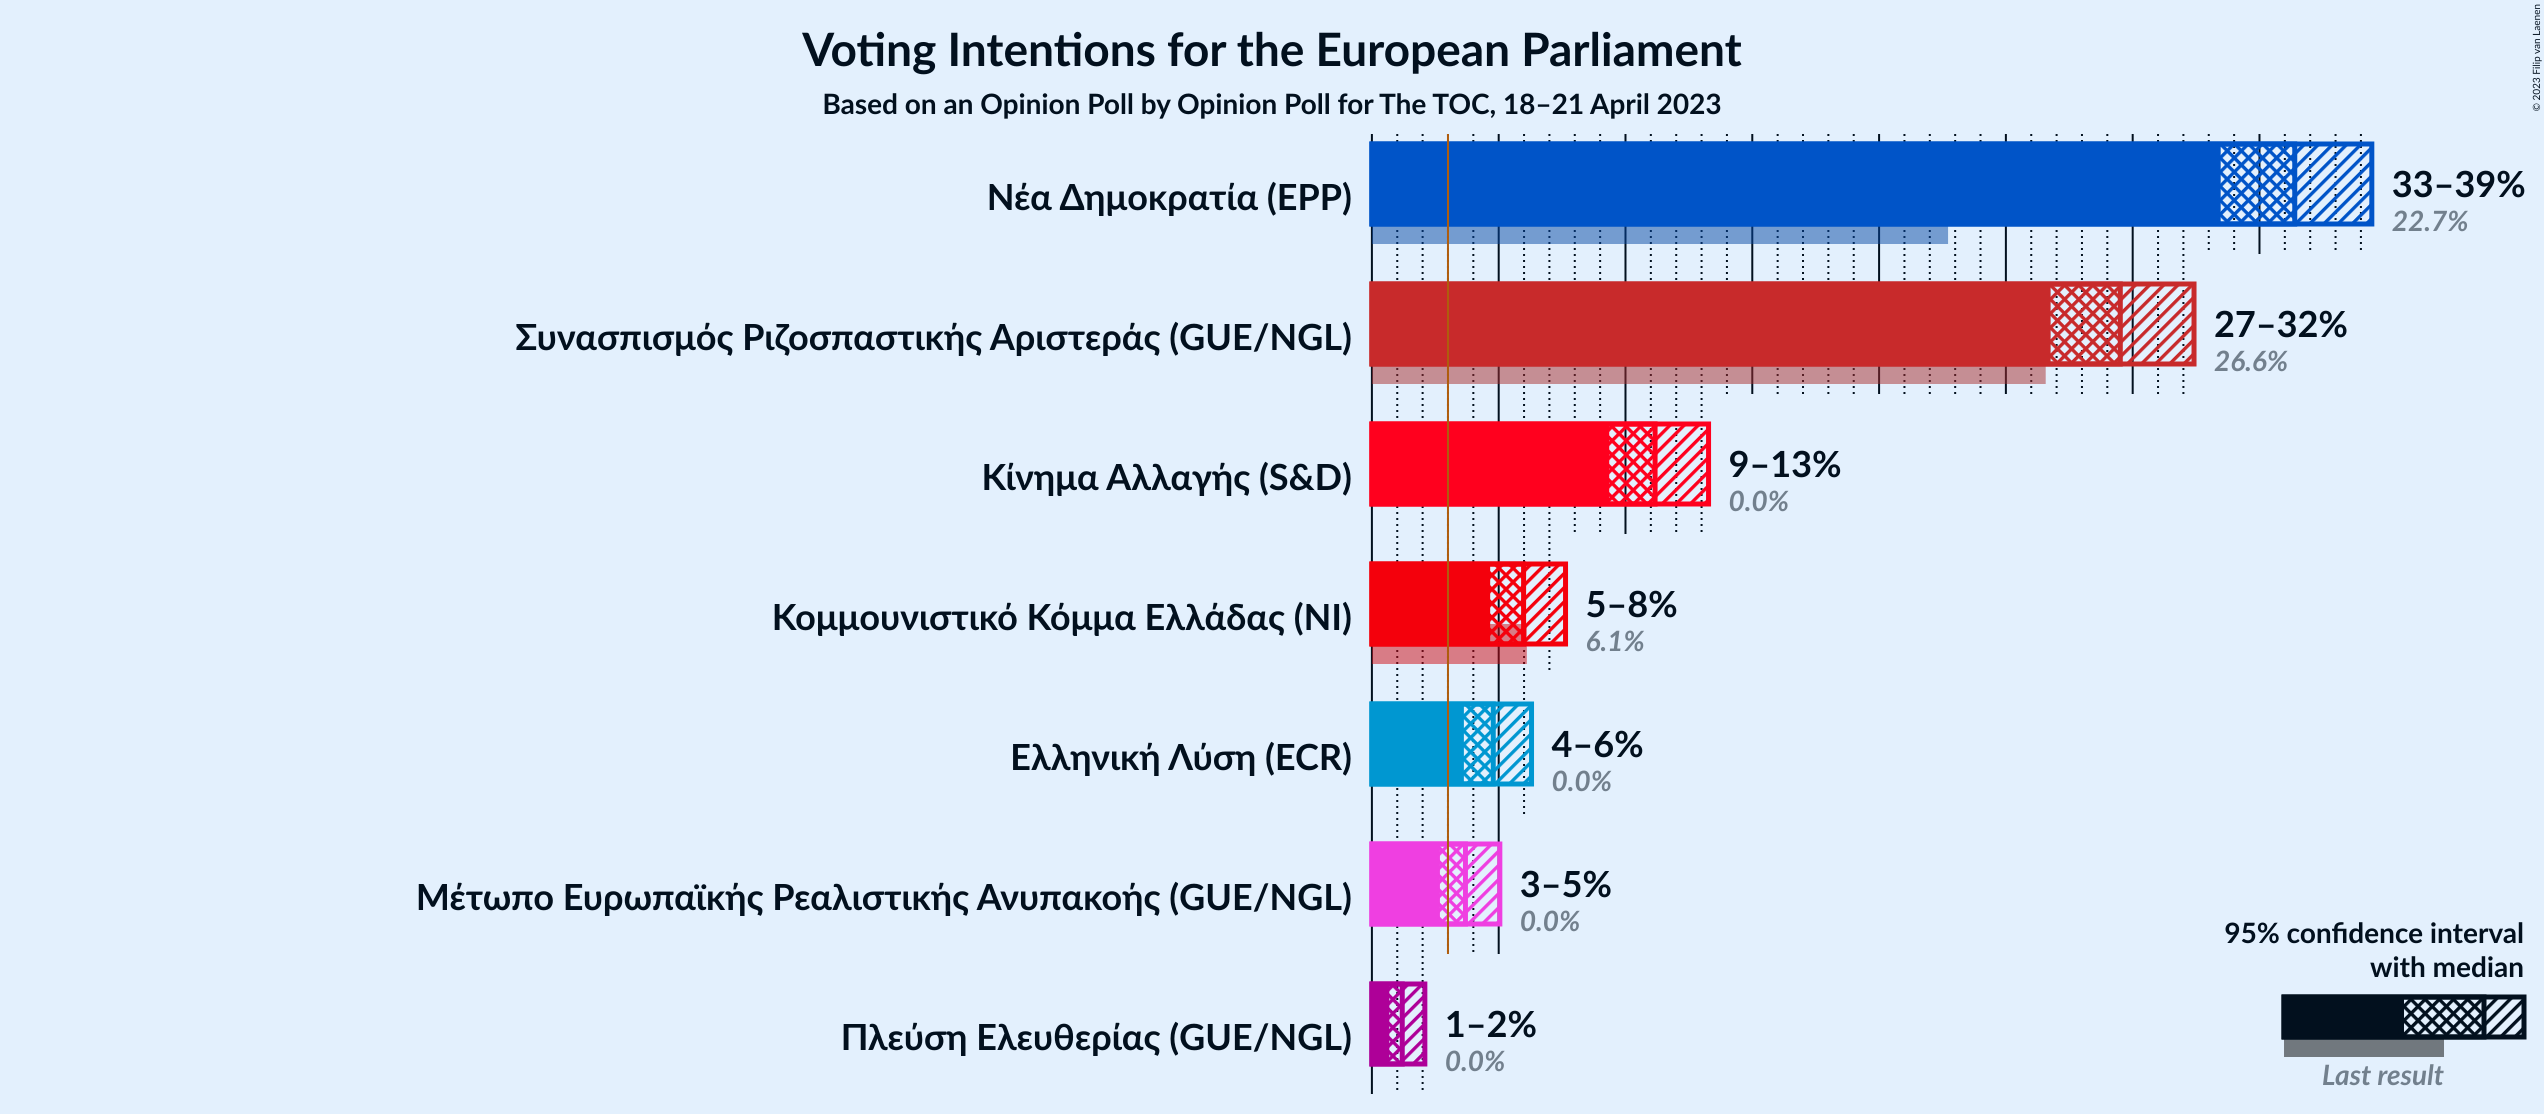 Voting Intentions for the European Parliament
Based on an Opinion Poll by Opinion Poll for The TOC, 18–21 April 2023
© 2023 Filip van Laenen
Νέα Δημοκρατία (EPP)
33–39%
22.7%
Συνασπισμός Ριζοσπαστικής Αριστεράς (GUE/NGL)
27–32%
26.6%
Κίνημα Αλλαγής (S&D)
9–13%
0.0%
Κομμουνιστικό Κόμμα Ελλάδας (NI)
5–8%
6.1%
Ελληνική Λύση (ECR)
4–6%
0.0%
Μέτωπο Ευρωπαϊκής Ρεαλιστικής Ανυπακοής (GUE/NGL)
3–5%
0.0%
Πλεύση Ελευθερίας (GUE/NGL)
1–2%
0.0%
95% confidence interval
with median
Last result